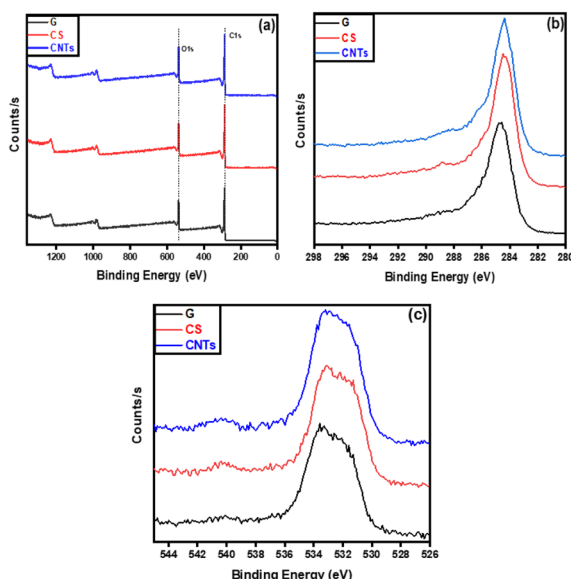 G
CS
CNTs
(a)
O1s
C1s
Counts/s
1200 1000 800 600 400 200 0
Binding Energy (eV)
G
CS
CNTs
(b)
Counts/s
298 296 294 292 290 288 286 284 282 280
Binding Energy (eV)
G
CS
CNTs
(c)
Counts/s
544 542 540 538 536 534 532 530 528 526
Binding Energy (eV)